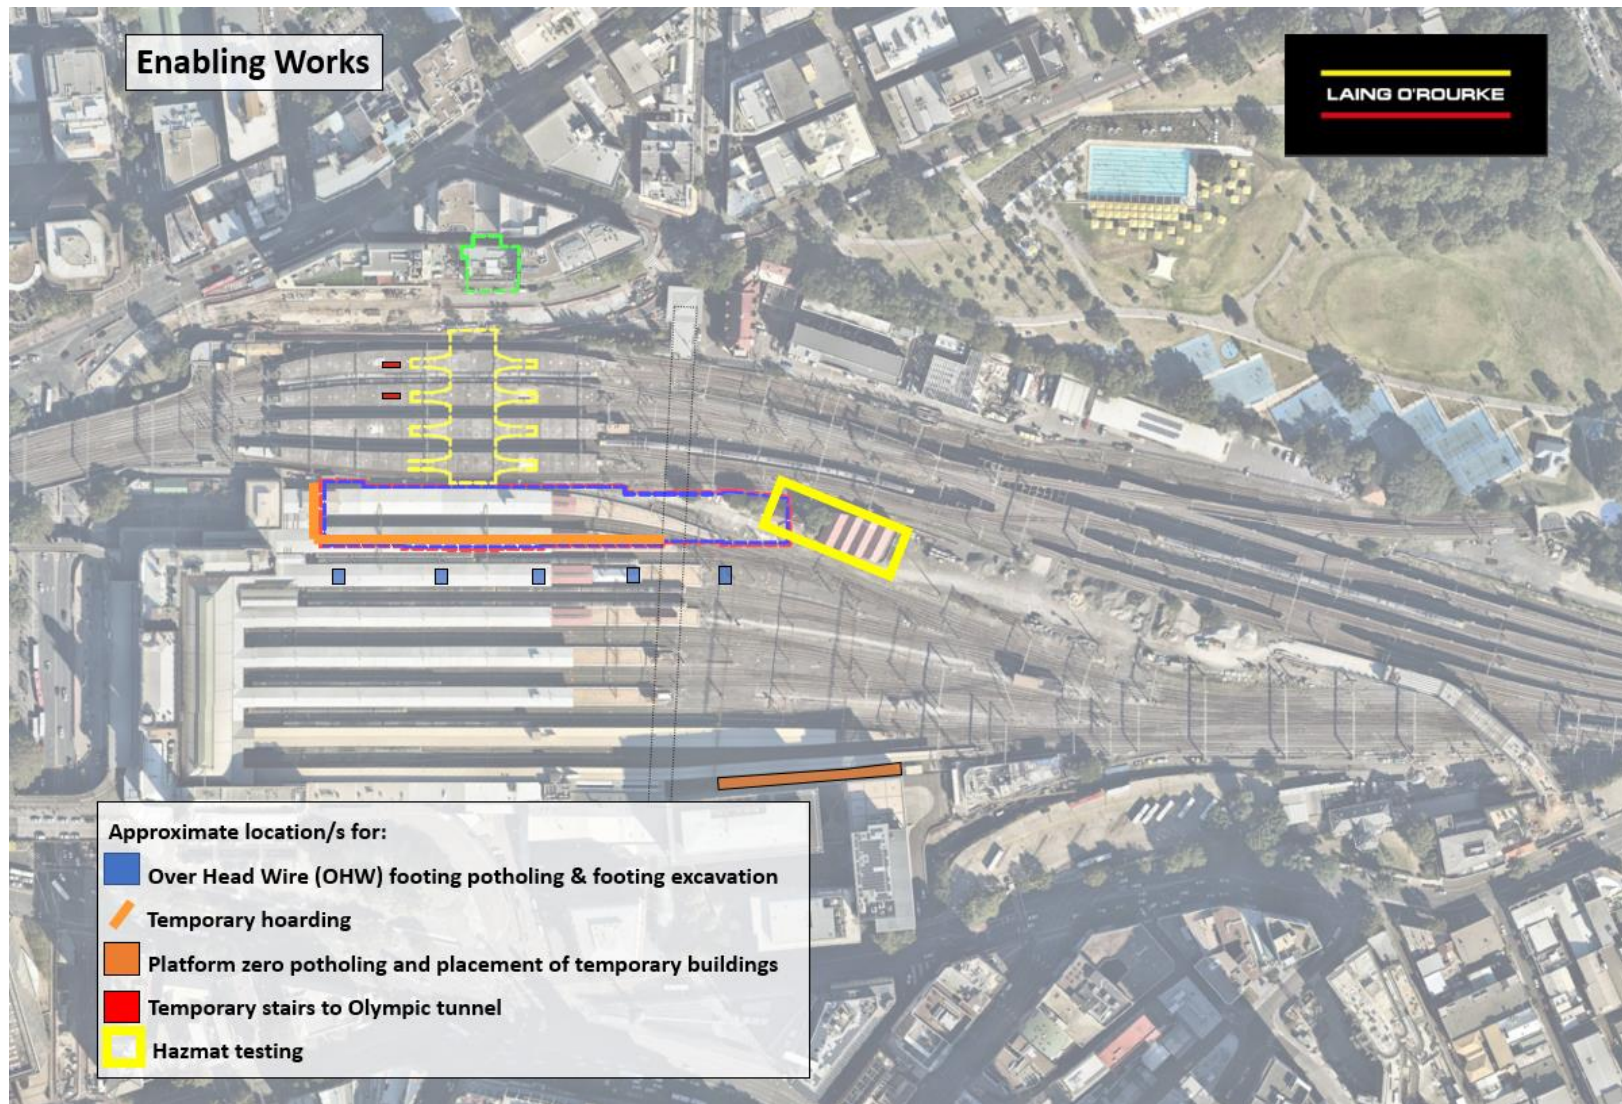 Enabling Works
LAING O'ROURKE
Approximate location/s for:
Over Head Wire (OHW) footing potholing & footing excavation
Temporary hoarding
Platform zero potholing and placement of temporary buildings
Temporary stairs to Olympic tunnel
Hazmat testing